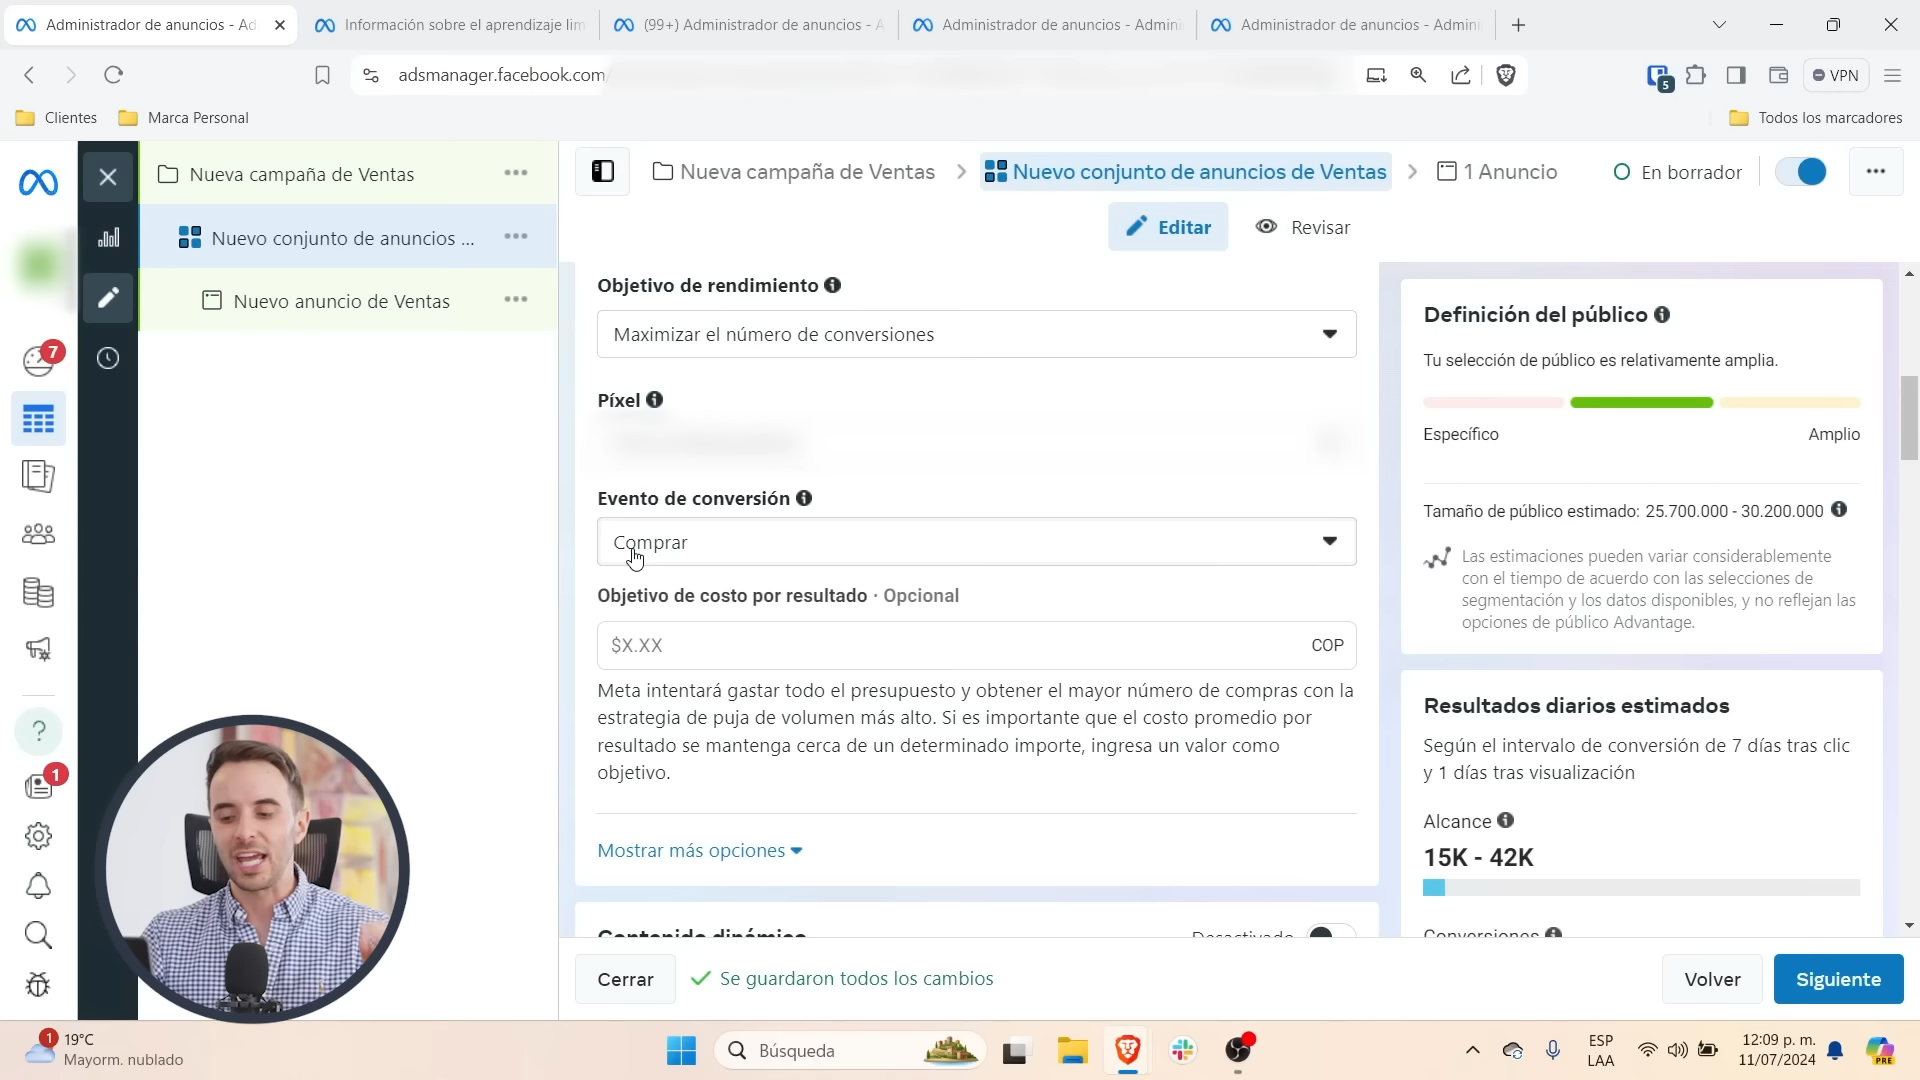 Administrador de anuncios - Ad
Información sobre el aprendizaje lim
(99+) Administrador de anuncios - A
Administrador de anuncios - Admini
Administrador de anuncios - Admini
adsmanager.facebook.com/
5
VPN
Clientes
Marca Personal
Todos los marcadores
Nueva campaña de Ventas
Nuevo conjunto de anuncios ...
Nuevo anuncio de Ventas
Nueva campaña de Ventas
Nuevo conjunto de anuncios de Ventas
1 Anuncio
En borrador
Editar
Revisar
7
1
Objetivo de rendimiento
Maximizar el número de conversiones
Píxel
Evento de conversión
Comprar
Objetivo de costo por resultado · Opcional
$X.XX
COP
Meta intentará gastar todo el presupuesto y obtener el mayor número de compras con la
estrategia de puja de volumen más alto. Si es importante que el costo promedio por
resultado se mantenga cerca de un determinado importe, ingresa un valor como
objetivo.
Mostrar más opciones
Contenido dinámico
Desactivado
Definición del público
Tu selección de público es relativamente amplia.
Específico
Amplio
Tamaño de público estimado: 25.700.000 - 30.200.000
Las estimaciones pueden variar considerablemente
con el tiempo de acuerdo con las selecciones de
segmentación y los datos disponibles, y no reflejan las
opciones de público Advantage.
Resultados diarios estimados
Según el intervalo de conversión de 7 días tras clic
y 1 días tras visualización
Alcance
15K - 42K
Conversiones
Cerrar
Se guardaron todos los cambios
Volver
Siguiente
1
19°C
Mayorm. nublado
Búsqueda
ESP
LAA
12:09 p. m.
11/07/2024
PRE